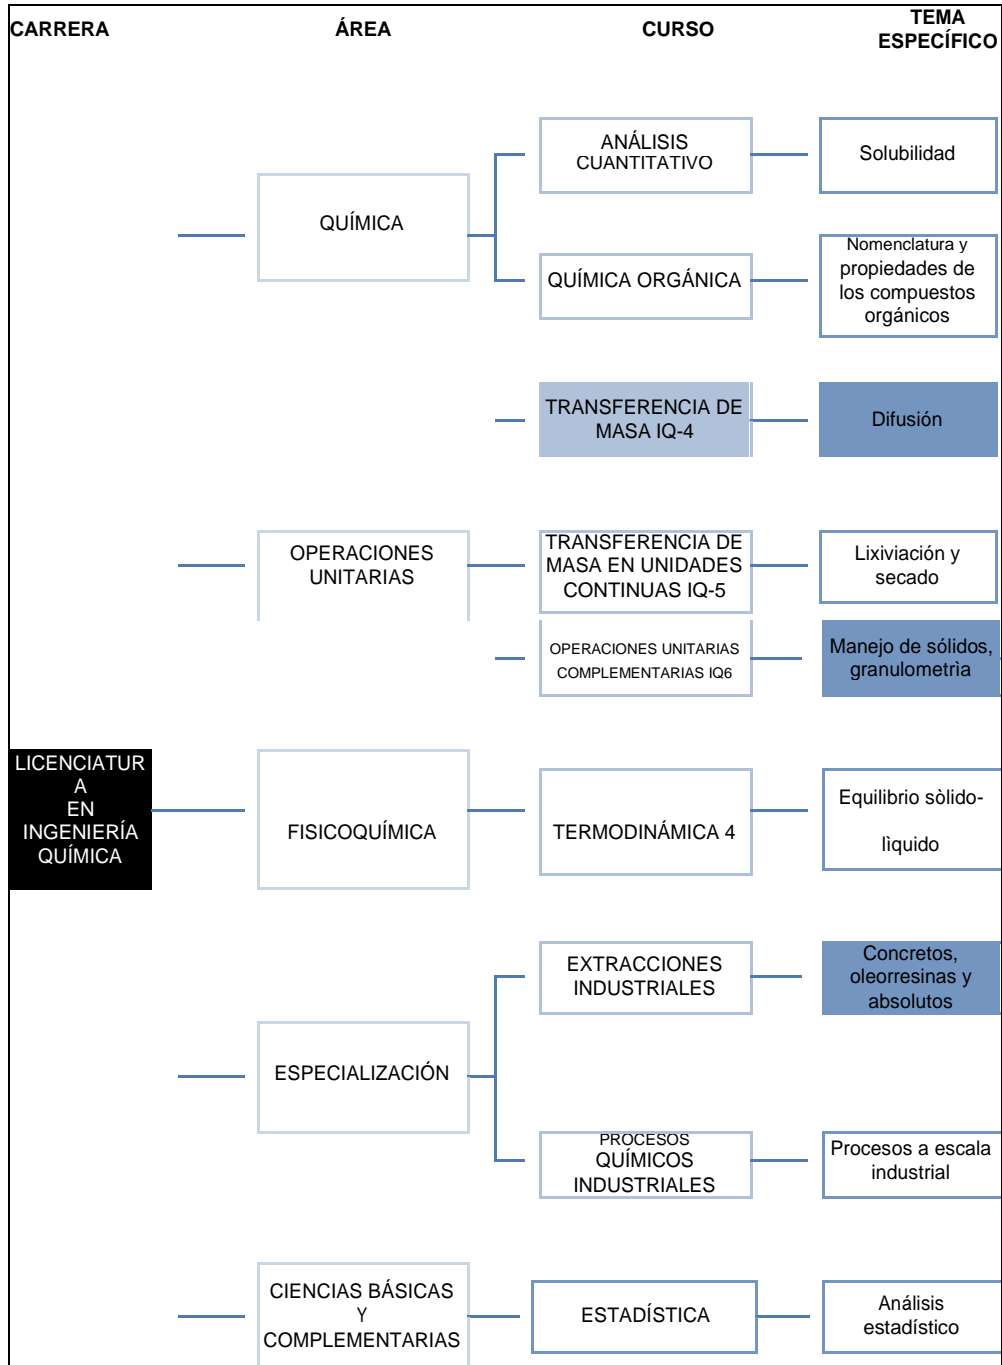 CARRERA
ÁREA
CURSO
TEMA
ESPECÍFICO
ANÁLISIS
CUANTITATIVO
Solubilidad
QUÍMICA
QUÍMICA ORGÁNICA
Nomenclatura y
propiedades de
los compuestos
orgánicos
TRANSFERENCIA DE
MASA IQ-4
Difusión
OPERACIONES
UNITARIAS
TRANSFERENCIA DE
MASA EN UNIDADES
CONTINUAS IQ-5
Lixiviación y
secado
OPERACIONES UNITARIAS
COMPLEMENTARIAS IQ6
Manejo de sólidos,
granulometrìa
LICENCIATUR
A
EN
INGENIERÍA
QUÍMICA
FISICOQUÍMICA
TERMODINÁMICA 4
Equilibrio sòlido-
lìquido
EXTRACCIONES
INDUSTRIALES
Concretos,
oleorresinas y
absolutos
ESPECIALIZACIÓN
PROCESOS
QUÍMICOS
INDUSTRIALES
Procesos a escala
industrial
CIENCIAS BÁSICAS
Y
COMPLEMENTARIAS
ESTADÍSTICA
Análisis
estadístico